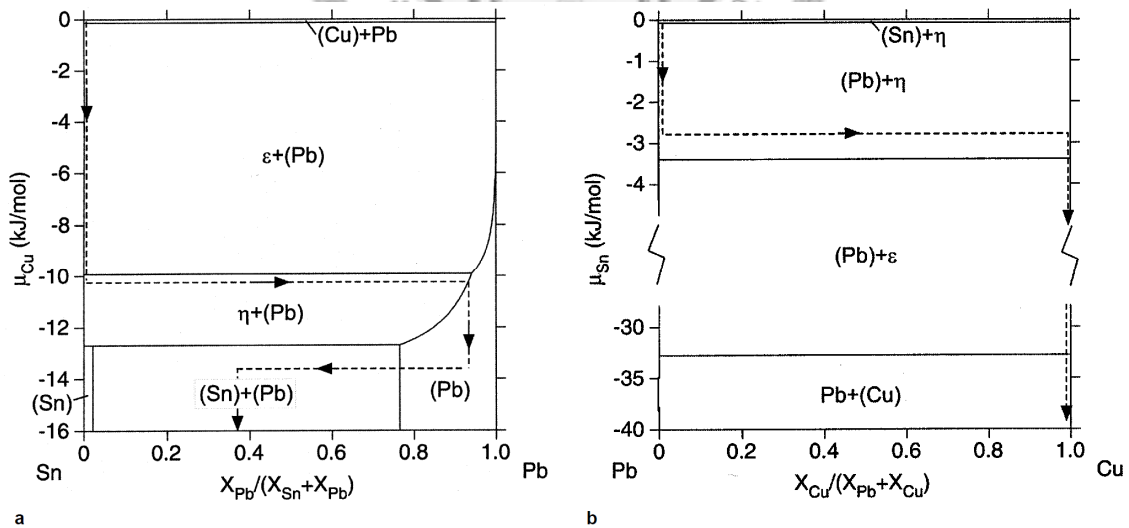 0
-2
-4
-6
-8
-10
-12
-14
-16
μCu (kJ/mol)
(Cu)+Pb
ε+(Pb)
η+(Pb)
(Sn)
(Sn)+(Pb)
(Pb)
0 0.2 0.4 0.6 0.8 1.0
Sn Pb
XPb/(XSn+XPb)
a
0
-1
-2
-3
-4
-30
-35
-40
μSn (kJ/mol)
(Sn)+η
(Pb)+η
(Pb)+ε
Pb+(Cu)
0 0.2 0.4 0.6 0.8 1.0
Pb Cu
XCu/(XPb+XCu)
b